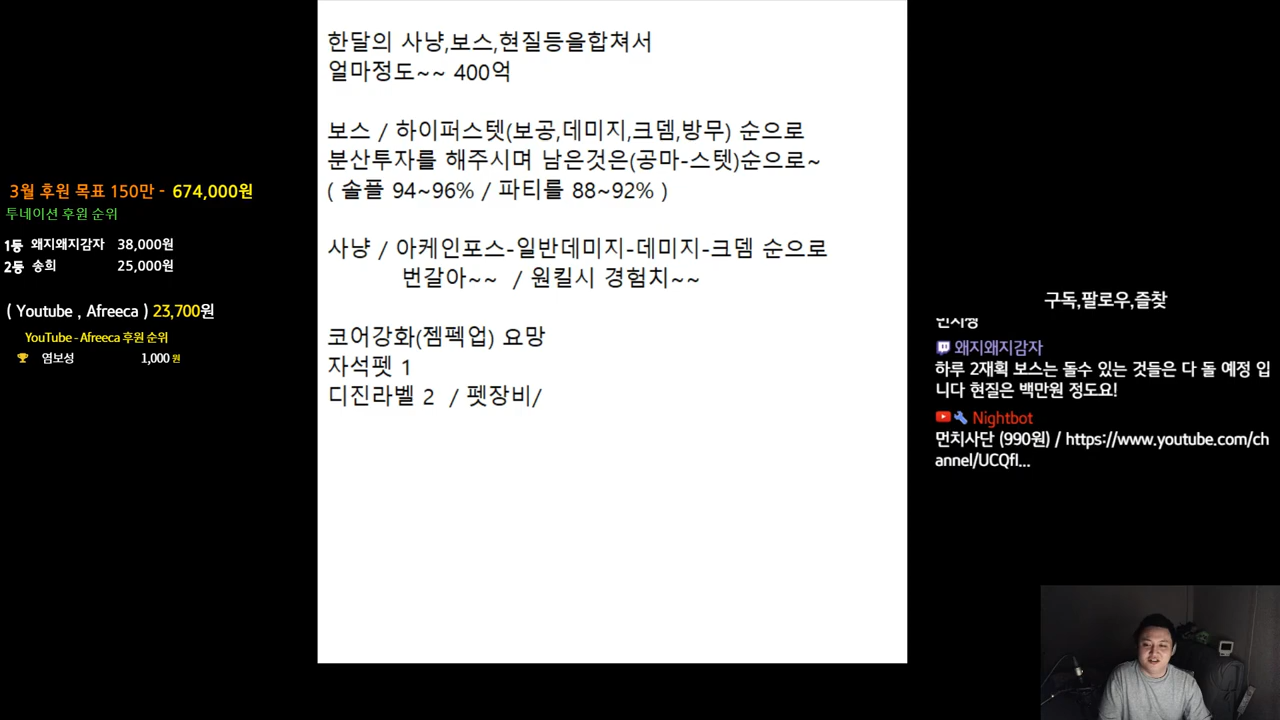 3월 후원 목표 150만 - 674,000원
투네이션 후원 순위
1등 왜지왜지감자 38,000원
2등 송희 25,000원
( Youtube , Afreeca ) 23,700원
YouTube - Afreeca 후원 순위
염보성 1,000 원
한달의 사냥,보스,현질등을합쳐서
얼마정도~~ 400억
보스 / 하이퍼스텟(보공,데미지,크뎀,방무) 순으로
분산투자를 해주시며 남은것은(공마-스텟)순으로~
( 솔플 94~96% / 파티를 88~92% )
사냥 / 아케인포스-일반데미지-데미지-크뎀 순으로
번갈아~~ / 원킬시 경험치~~
코어강화(젬펙업) 요망
자석펫 1
디진라벨 2 / 펫장비/
구독,팔로우,즐찾
왜지왜지감자
하루 2재획 보스는 돌수 있는 것들은 다 돌 예정 입
니다 현질은 백만원 정도요!
Nightbot
먼치사단 (990원) / https://www.youtube.com/ch
annel/UCQfl...